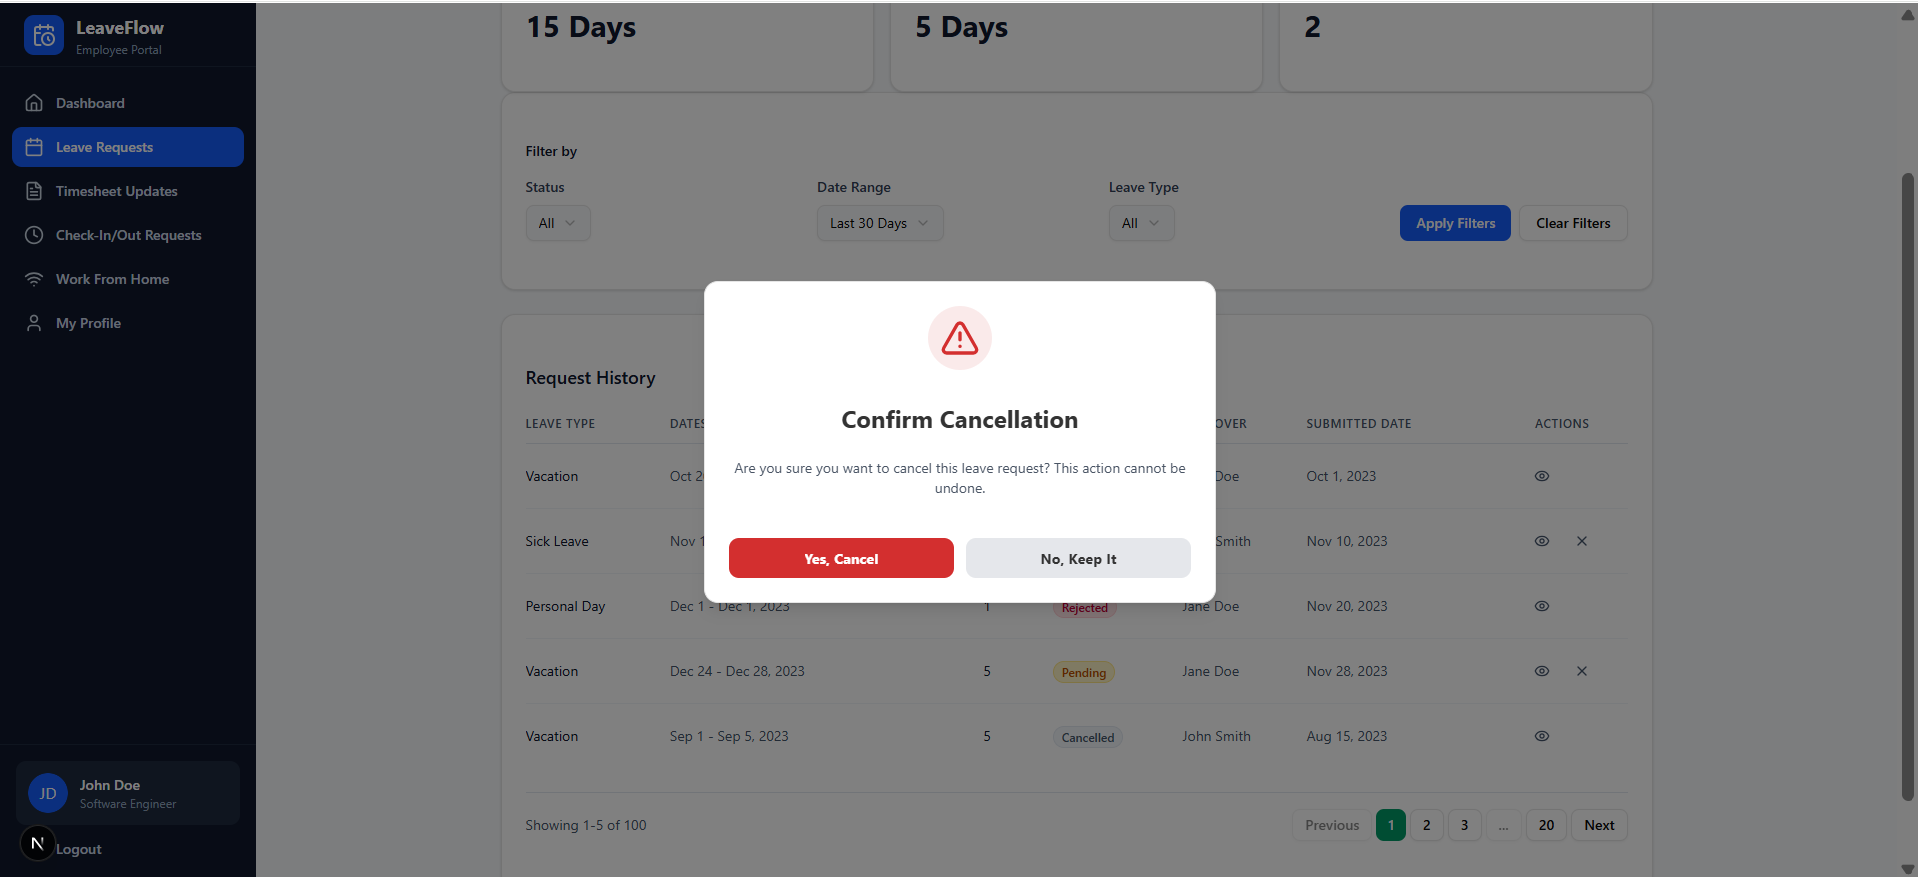 LeaveFlow
Employee Portal
Dashboard
Leave Requests
Timesheet Updates
Check-In/Out Requests
Work From Home
My Profile
JD
John Doe
Software Engineer
N
Logout
15 Days
5 Days
2
Filter by
Status
Date Range
Leave Type
All
Last 30 Days
All
Apply Filters
Clear Filters
Request History
LEAVE TYPE DATES OVER SUBMITTED DATE ACTIONS
Vacation Oct 2 Doe Oct 1, 2023
Sick Leave Nov 1 Smith Nov 10, 2023
Personal Day Dec 1 - Dec 1, 2023 1 Rejected Jane Doe Nov 20, 2023
Vacation Dec 24 - Dec 28, 2023 5 Pending Jane Doe Nov 28, 2023
Vacation Sep 1 - Sep 5, 2023 5 Cancelled John Smith Aug 15, 2023
Showing 1-5 of 100
Previous 1 2 3 ... 20 Next
Confirm Cancellation
Are you sure you want to cancel this leave request? This action cannot be
undone.
Yes, Cancel
No, Keep It